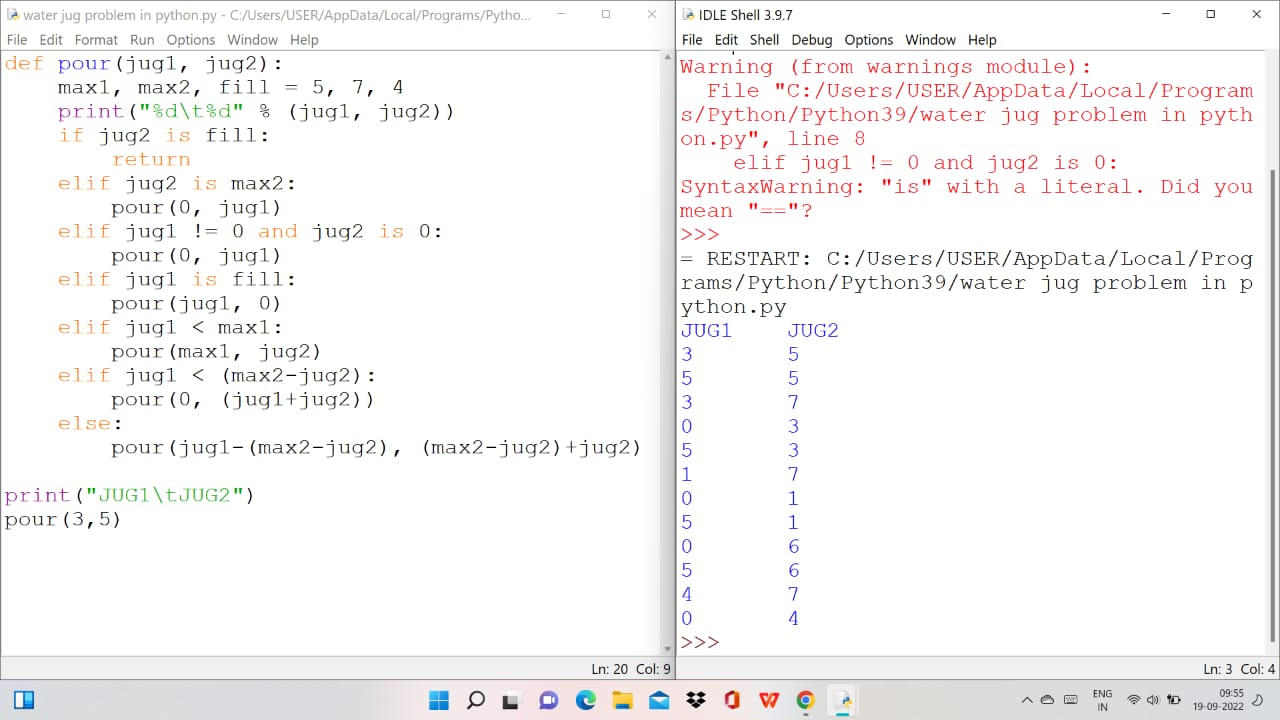 water jug problem in python.py - C:/Users/USER/AppData/Local/Programs/Pytho...
File Edit Format Run Options Window Help
def pour(jug1, jug2):
    max1, max2, fill = 5, 7, 4
    print("%d\t%d" % (jug1, jug2))
    if jug2 is fill:
        return
    elif jug2 is max2:
        pour(0, jug1)
    elif jug1 != 0 and jug2 is 0:
        pour(0, jug1)
    elif jug1 is fill:
        pour(jug1, 0)
    elif jug1 < max1:
        pour(max1, jug2)
    elif jug1 < (max2-jug2):
        pour(0, (jug1+jug2))
    else:
        pour(jug1-(max2-jug2), (max2-jug2)+jug2)
print("JUG1\tJUG2")
pour(3,5)
Ln: 20 Col: 9
IDLE Shell 3.9.7
File Edit Shell Debug Options Window Help
Warning (from warnings module):
  File "C:/Users/USER/AppData/Local/Program
s/Python/Python39/water jug problem in pyth
on.py", line 8
    elif jug1 != 0 and jug2 is 0:
SyntaxWarning: "is" with a literal. Did you
mean "=="?
>>>
= RESTART: C:/Users/USER/AppData/Local/Prog
rams/Python/Python39/water jug problem in p
ython.py
JUG1 JUG2
3 5
5 5
3 7
0 3
5 3
1 7
0 1
5 1
0 6
5 6
4 7
0 4
>>>
Ln: 3 Col: 4
ENG
IN
09:55
19-09-2022